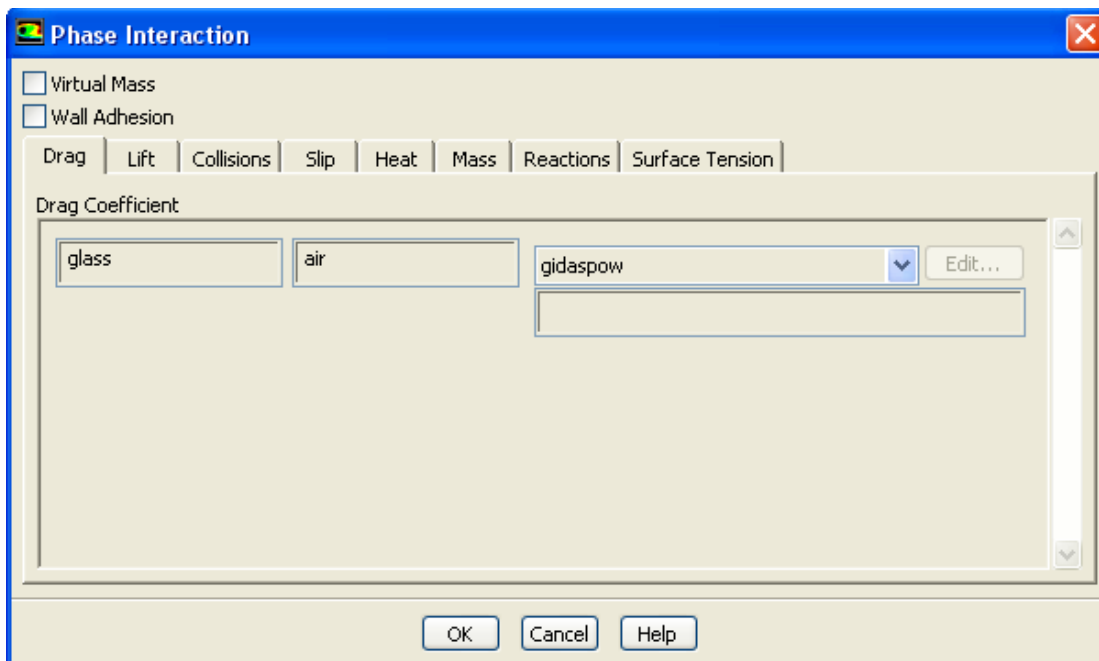 Phase Interaction
Virtual Mass
Wall Adhesion
Drag Lift Collisions Slip Heat Mass Reactions Surface Tension
Drag Coefficient
glass air gidaspow Edit...
OK Cancel Help